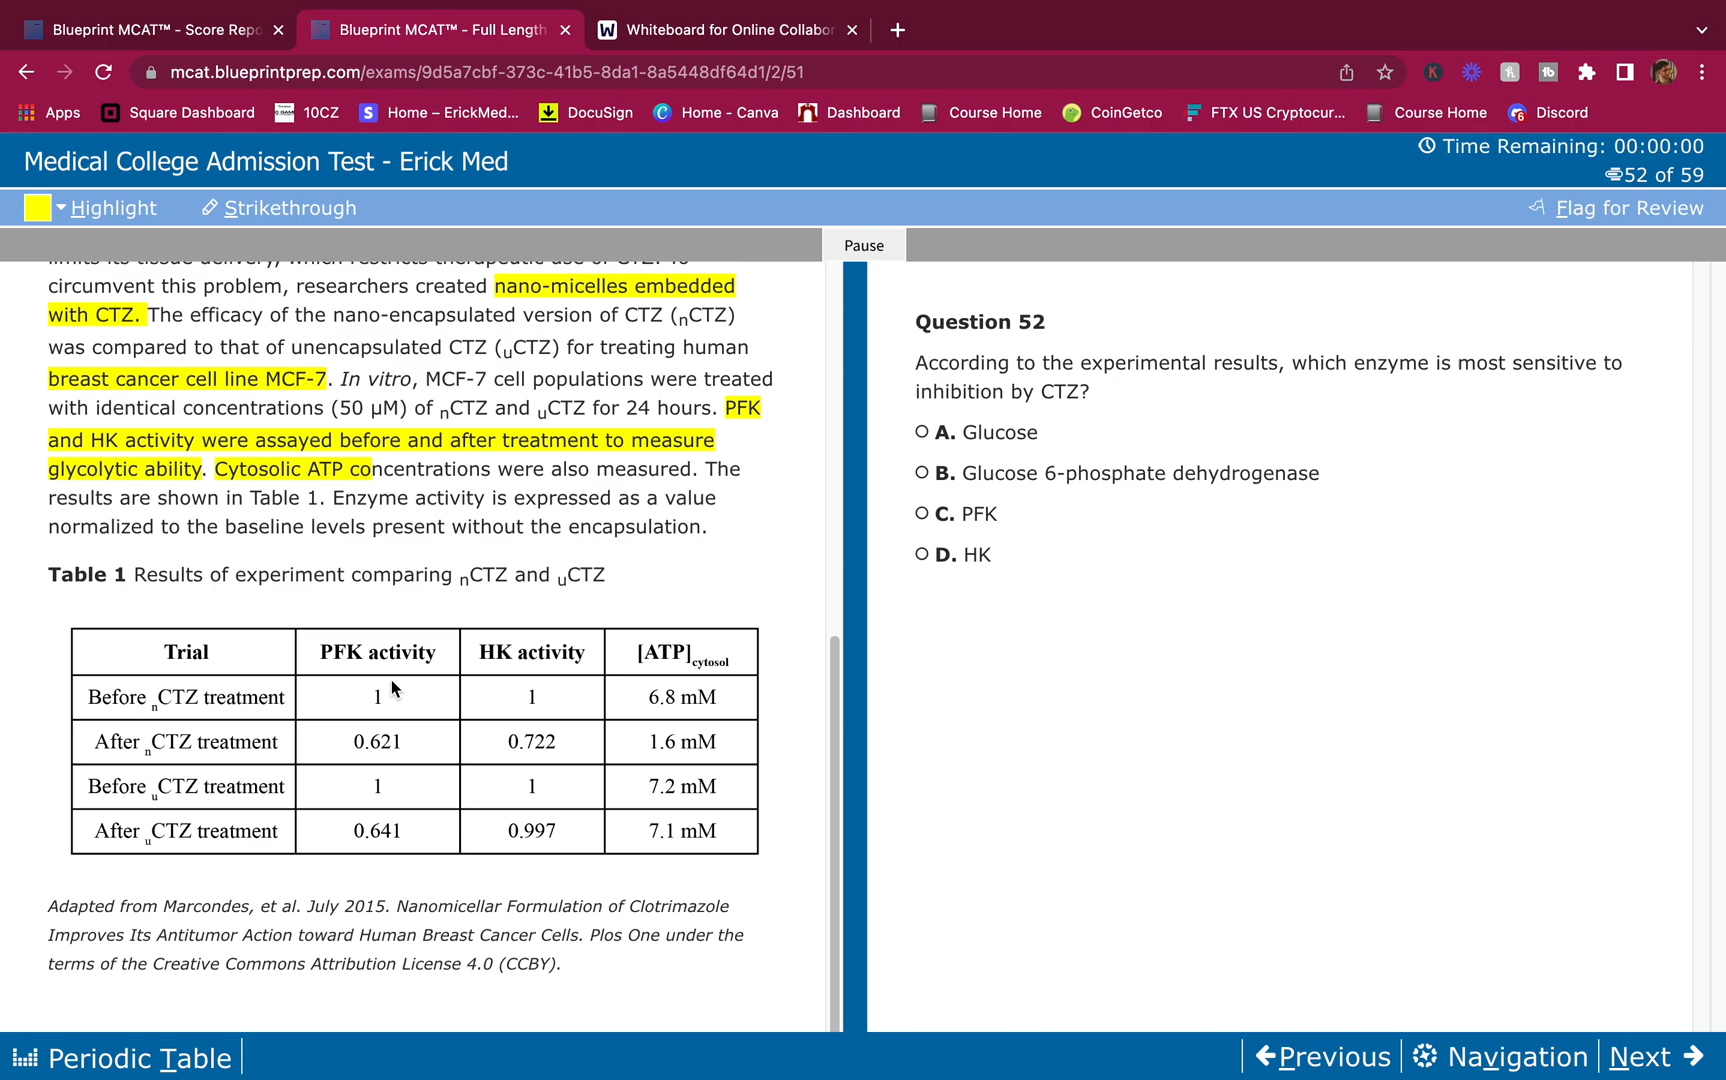 Blueprint MCAT™ - Score Repo
Blueprint MCAT™ - Full Length
Whiteboard for Online Collabor
mcat.blueprintprep.com/exams/9d5a7cbf-373c-41b5-8da1-8a5448df64d1/2/51
Apps
Square Dashboard
10CZ
Home – ErickMed...
DocuSign
Home - Canva
Dashboard
Course Home
CoinGetco
FTX US Cryptocur...
Course Home
Discord
Medical College Admission Test - Erick Med
Time Remaining: 00:00:00
52 of 59
Highlight
Strikethrough
Flag for Review
Pause
limits its tissue delivery, which restricts therapeutic use of CTZ. To
circumvent this problem, researchers created nano-micelles embedded
with CTZ. The efficacy of the nano-encapsulated version of CTZ (nCTZ)
was compared to that of unencapsulated CTZ (uCTZ) for treating human
breast cancer cell line MCF-7. In vitro, MCF-7 cell populations were treated
with identical concentrations (50 μM) of nCTZ and uCTZ for 24 hours. PFK
and HK activity were assayed before and after treatment to measure
glycolytic ability. Cytosolic ATP concentrations were also measured. The
results are shown in Table 1. Enzyme activity is expressed as a value
normalized to the baseline levels present without the encapsulation.
Table 1 Results of experiment comparing nCTZ and uCTZ
Trial PFK activity HK activity [ATP]cytosol
Before nCTZ treatment 1 1 6.8 mM
After nCTZ treatment 0.621 0.722 1.6 mM
Before uCTZ treatment 1 1 7.2 mM
After uCTZ treatment 0.641 0.997 7.1 mM
Adapted from Marcondes, et al. July 2015. Nanomicellar Formulation of Clotrimazole
Improves Its Antitumor Action toward Human Breast Cancer Cells. Plos One under the
terms of the Creative Commons Attribution License 4.0 (CCBY).
Question 52
According to the experimental results, which enzyme is most sensitive to
inhibition by CTZ?
A. Glucose
B. Glucose 6-phosphate dehydrogenase
C. PFK
D. HK
Periodic Table
Previous
Navigation
Next